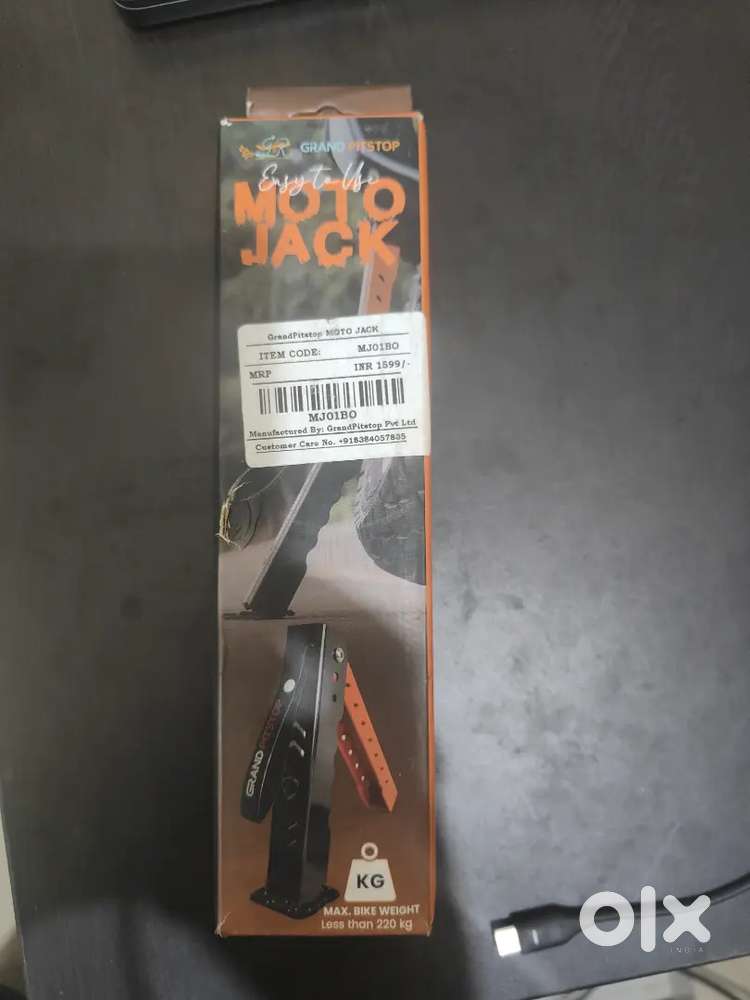 GRAND PITSTOP
Easy to Use
MOTO
JACK
GrandPitstop MOTO JACK
ITEM CODE: MJ01BO
MRP INR 1599/-
MJ01BO
Manufactured By: GrandPitstop Pvt Ltd
Customer Care No. +918384057835
GRAND PITSTOP
KG
MAX. BIKE WEIGHT
Less than 220 kg
olx
INDIA